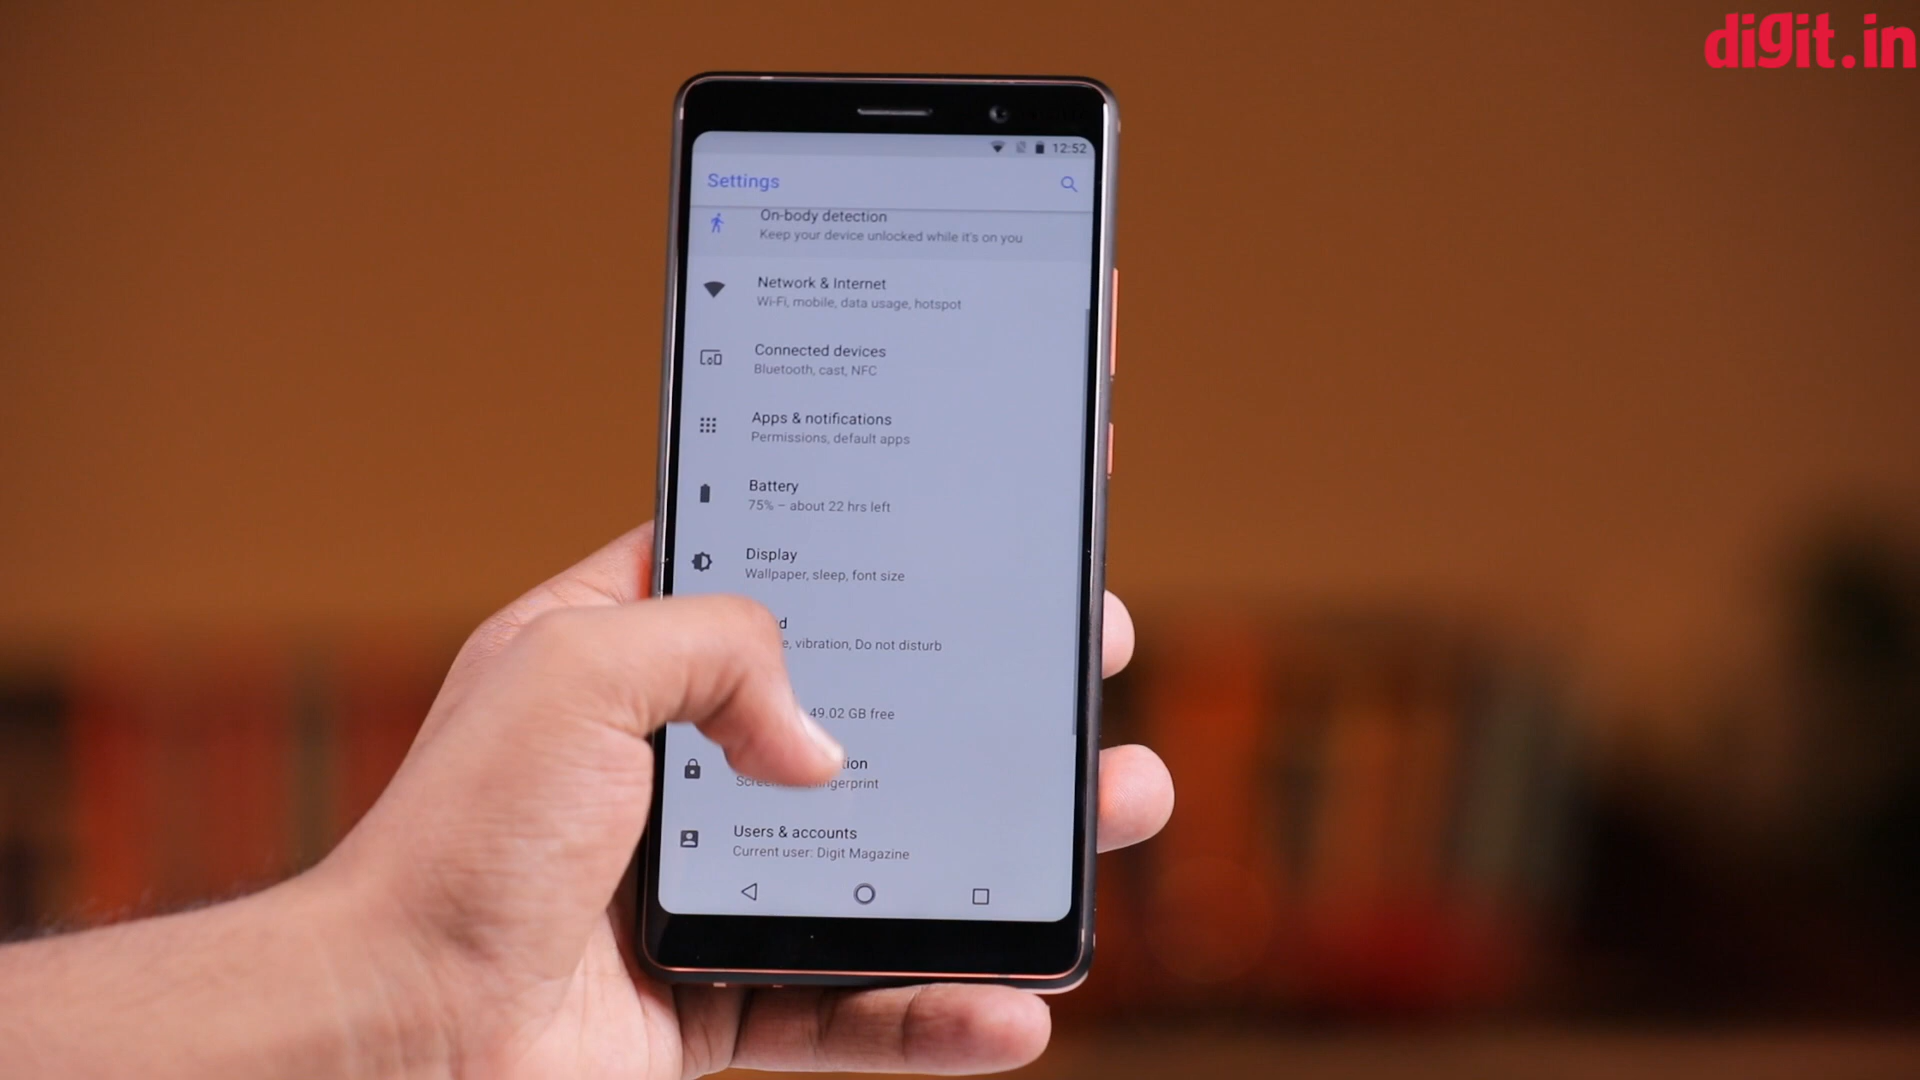 digit.in
12:52
Settings
On-body detection
Keep your device unlocked while it's on you
Network & Internet
Wi-Fi, mobile, data usage, hotspot
Connected devices
Bluetooth, cast, NFC
Apps & notifications
Permissions, default apps
Battery
75% – about 22 hrs left
Display
Wallpaper, sleep, font size
vibration, Do not disturb
49.02 GB free
Users & accounts
Current user: Digit Magazine